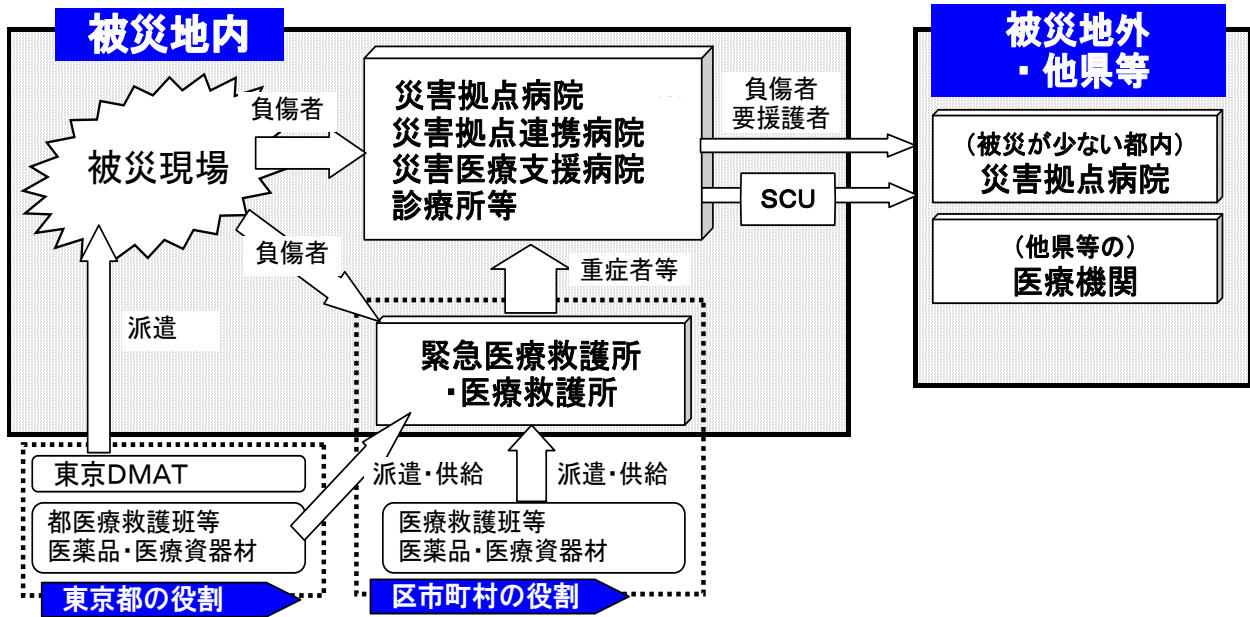 被災地内
被災地外
・他県等
被災現場
負傷者
災害拠点病院
災害拠点連携病院
災害医療支援病院
診療所等
負傷者
要援護者
SCU
(被災が少ない都内)
災害拠点病院
(他県等の)
医療機関
負傷者
重症者等
派遣
緊急医療救護所
・医療救護所
東京DMAT
都医療救護班等
医薬品・医療資器材
東京都の役割
派遣・供給
派遣・供給
医療救護班等
医薬品・医療資器材
区市町村の役割